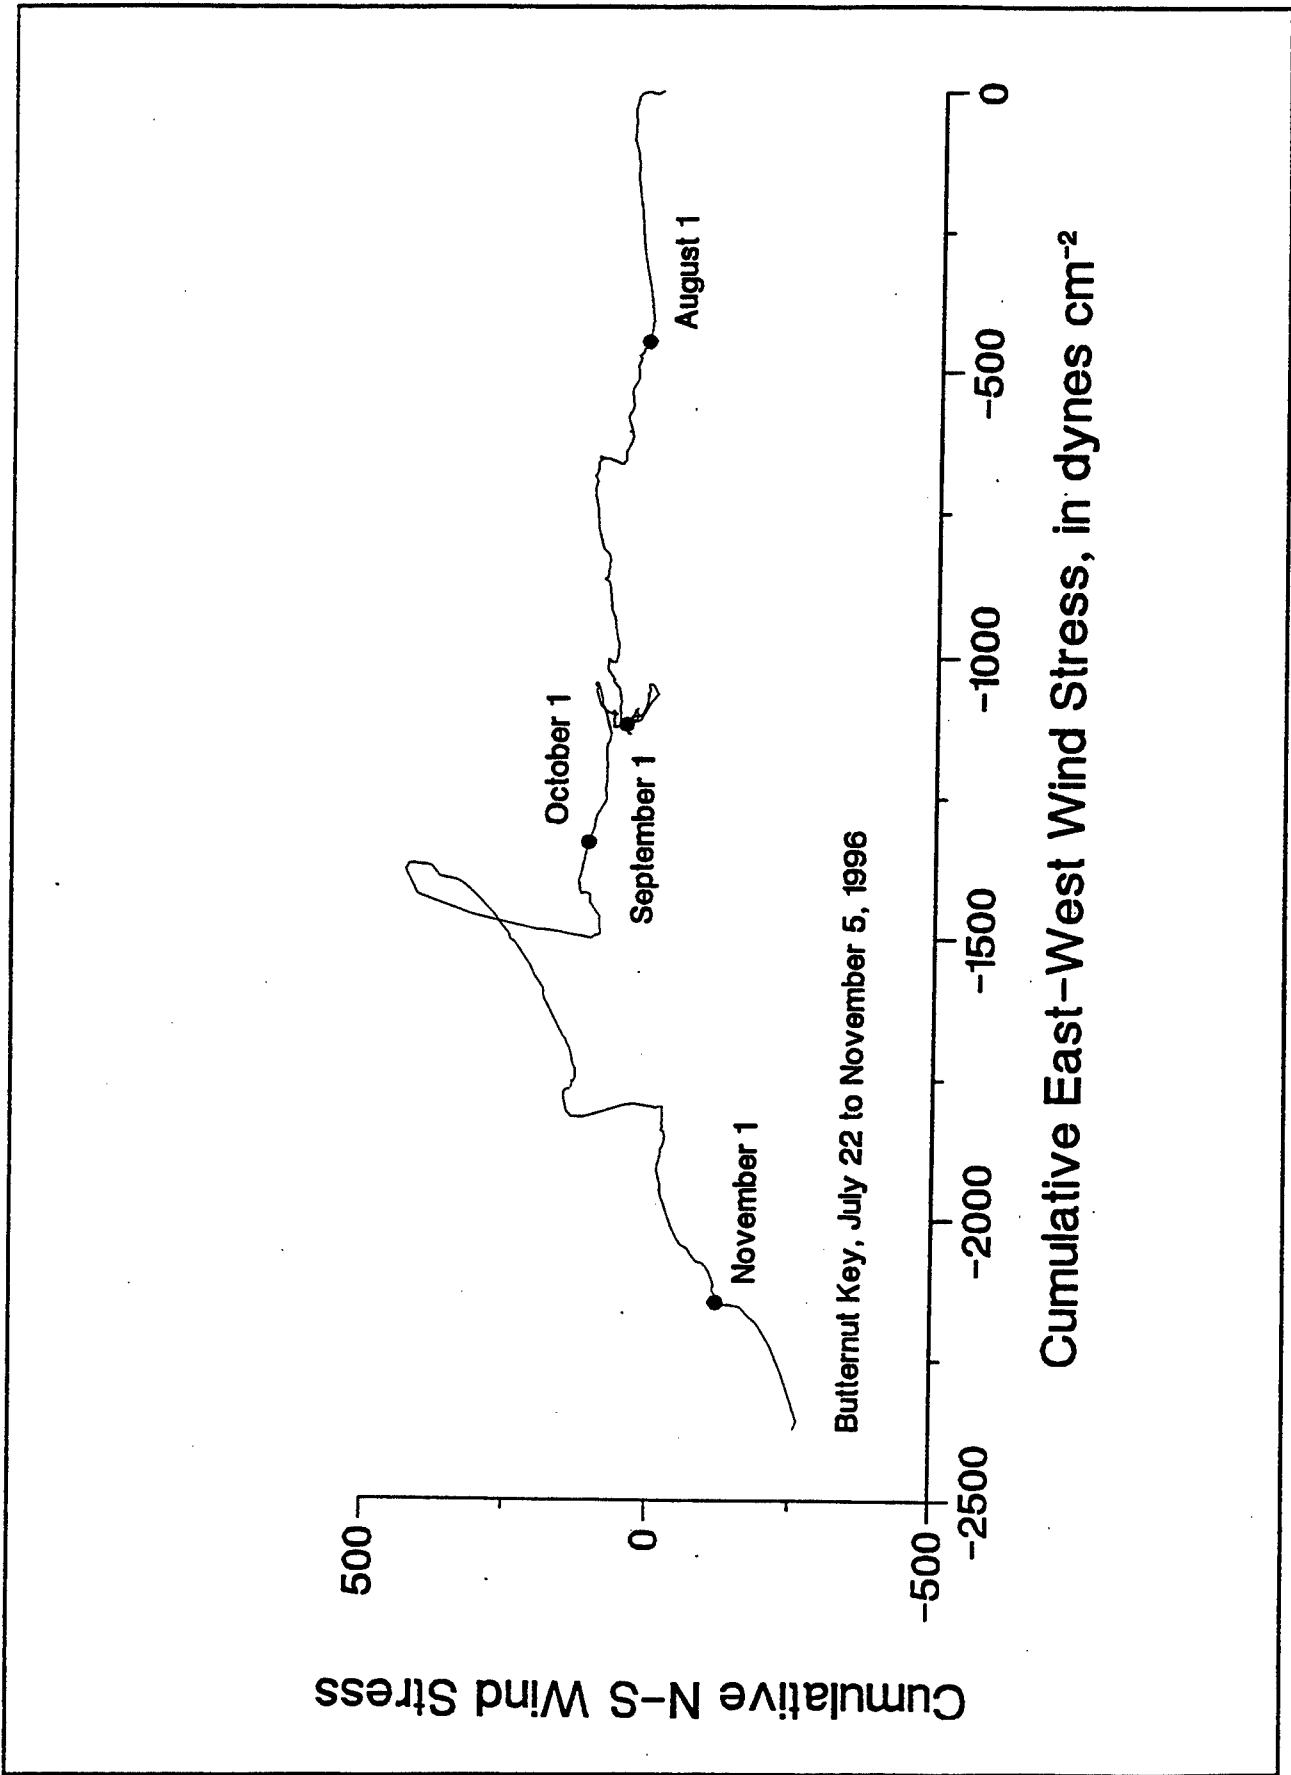 Cumulative N-S Wind Stress
500
0
-500
October 1
September 1
August 1
November 1
Butternut Key, July 22 to November 5, 1996
-2500
-2000
-1500
-1000
-500
0
Cumulative East-West Wind Stress, in dynes cm⁻²